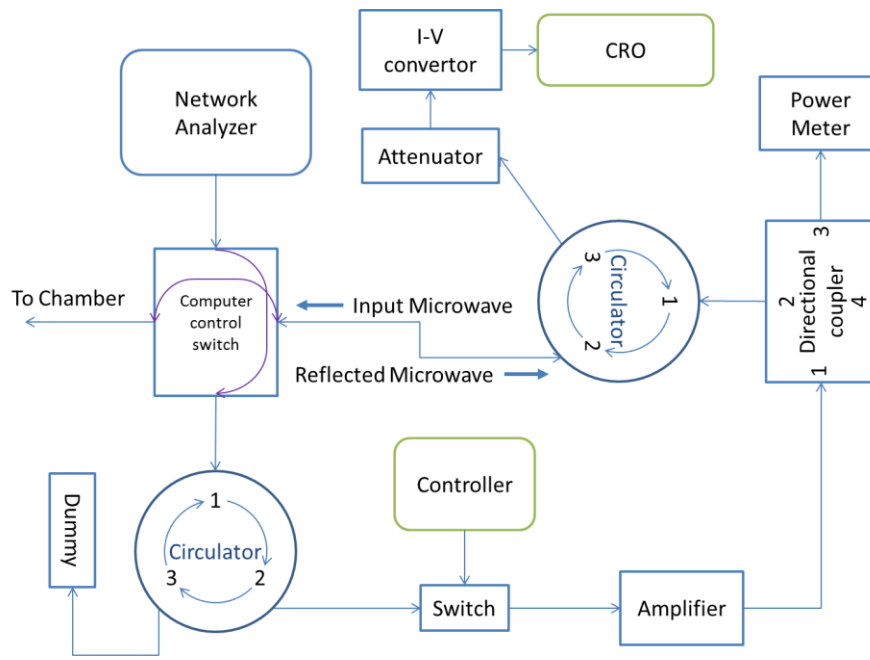 I-V
convertor
CRO
Network
Analyzer
Power
Meter
Attenuator
3
Circulator
1
2
3
2
4
Directional
coupler
1
To Chamber
Computer
control
switch
Input Microwave
Reflected Microwave
Controller
Dummy
1
Circulator
3
2
Switch
Amplifier